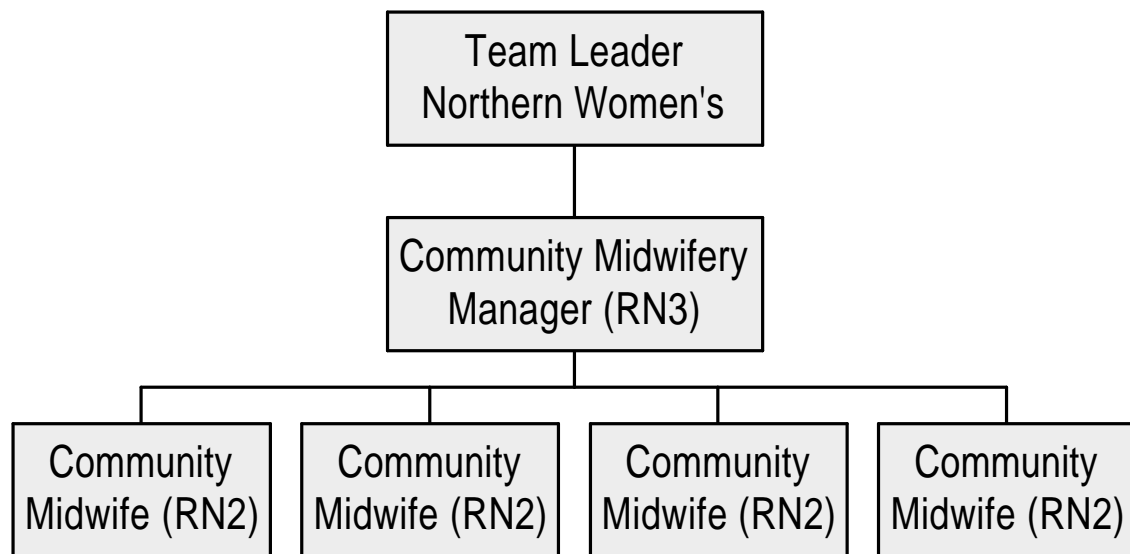 Team Leader
Northern Women's
Community Midwifery
Manager (RN3)
Community
Midwife (RN2)
Community
Midwife (RN2)
Community
Midwife (RN2)
Community
Midwife (RN2)